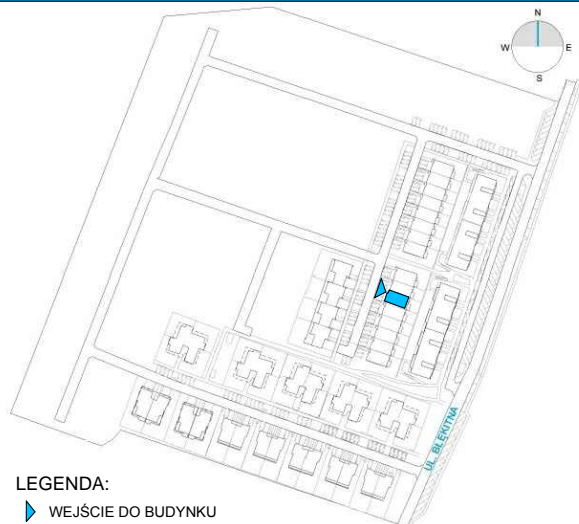 N
W E
S
UL. BŁĘKITNA
LEGENDA:
WEJŚCIE DO BUDYNKU